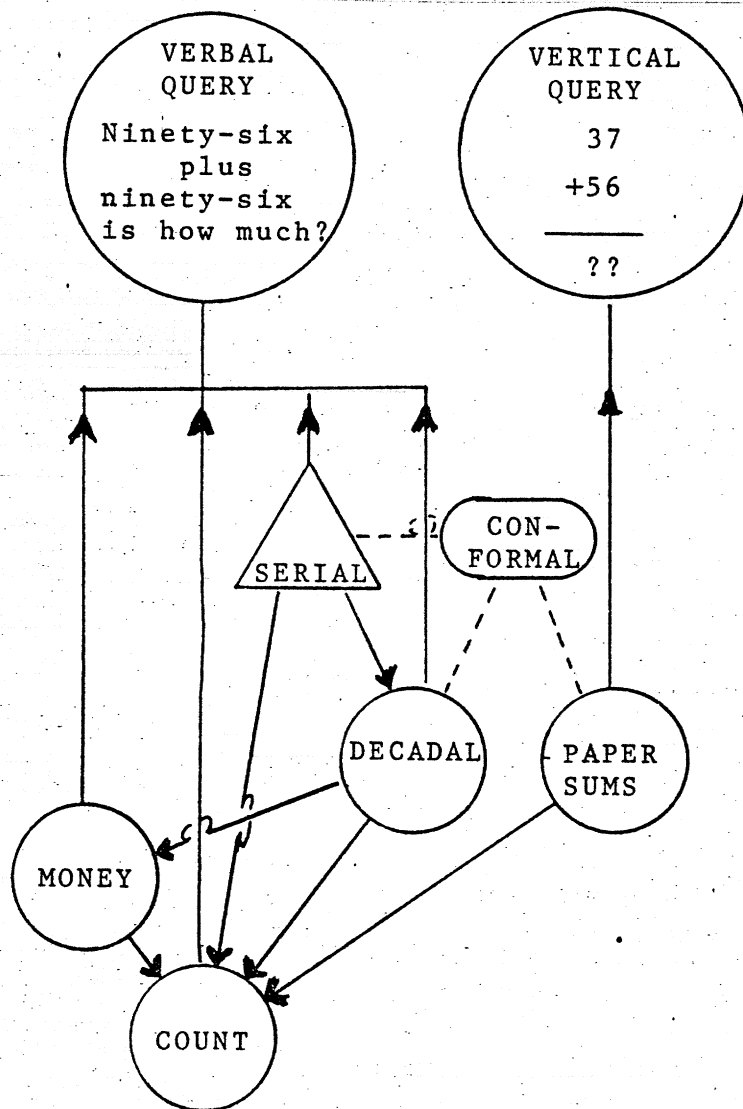 VERBAL
QUERY
Ninety-six
plus
ninety-six
is how much?
VERTICAL
QUERY
37
+56
??
SERIAL
CON-
FORMAL
DECADAL
PAPER
SUMS
MONEY
COUNT